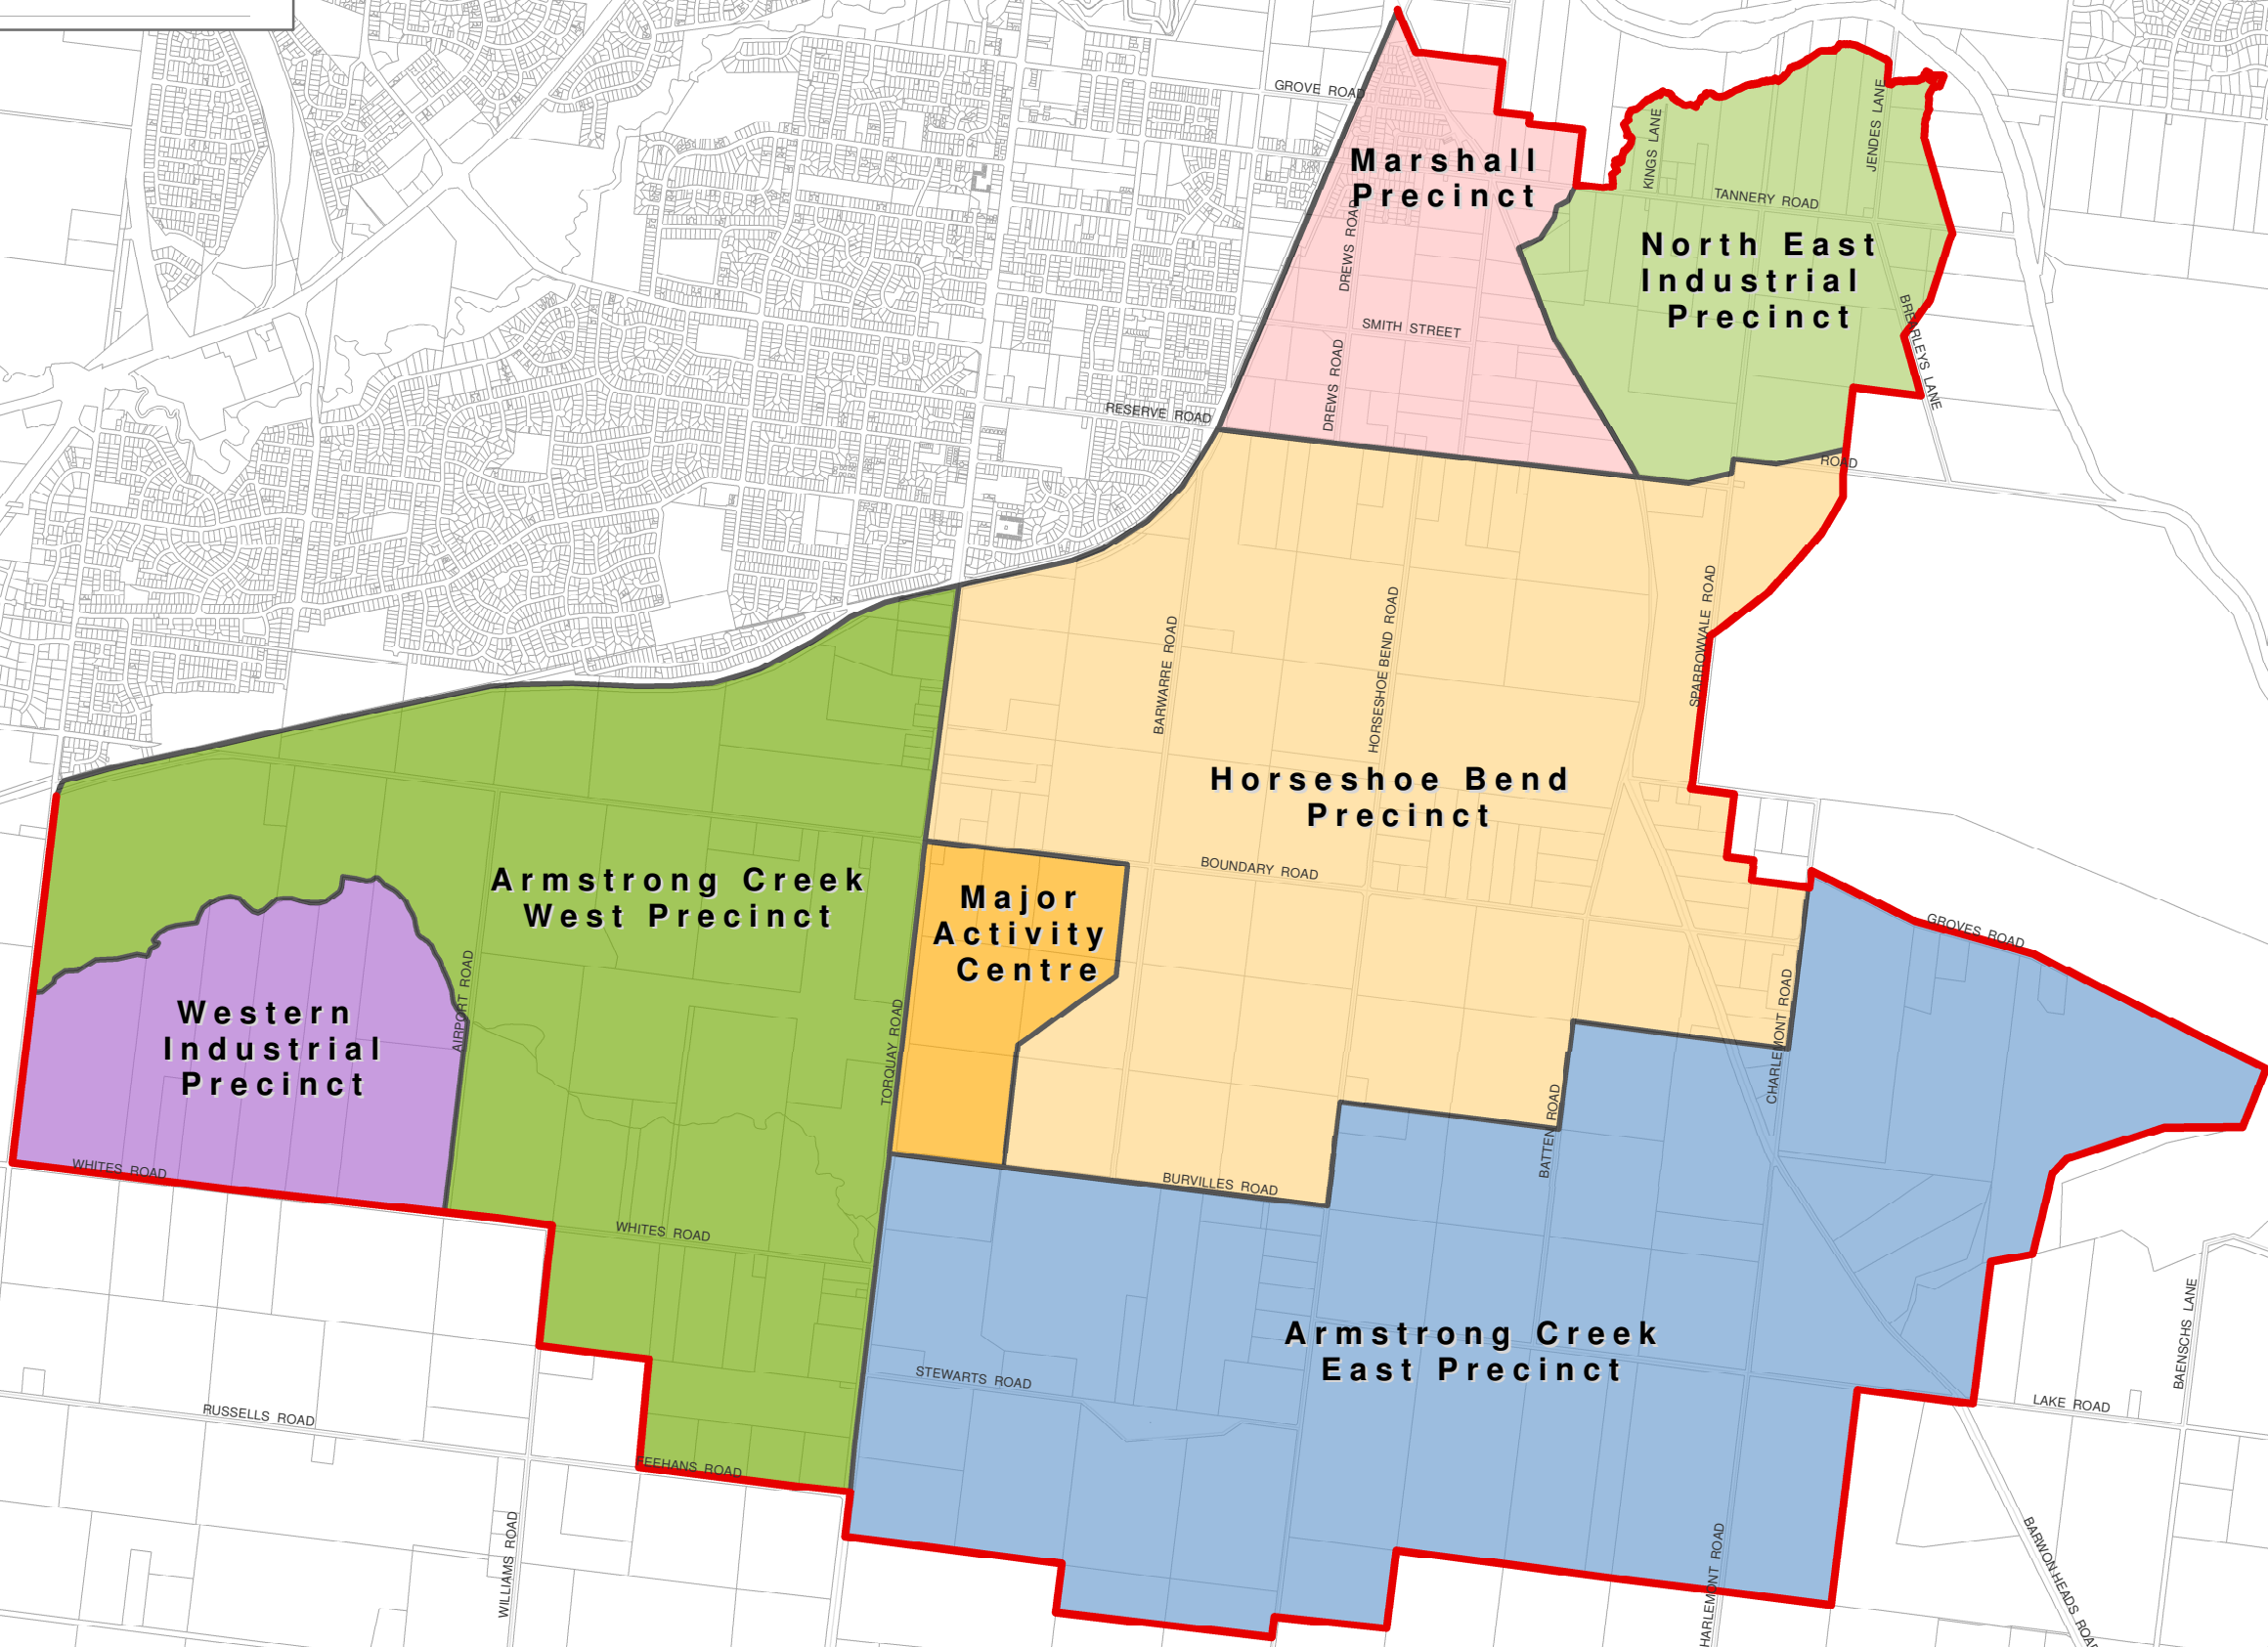 GROVE ROAD
Marshall
Precinct
KINGS LANE
JENDES LANE
TANNERY ROAD
DREWS ROAD
North East
Industrial
Precinct
SMITH STREET
BREARLEYS LANE
DREWS ROAD
RESERVE ROAD
ROAD
SPARROWVALE ROAD
BARWARRE ROAD
HORSESHOE BEND ROAD
Horseshoe Bend
Precinct
BOUNDARY ROAD
Armstrong Creek
West Precinct
Major
Activity
Centre
GROVES ROAD
AIRPORT ROAD
Western
Industrial
Precinct
TORQUAY ROAD
CHARLEMONT ROAD
BATTEN ROAD
WHITES ROAD
BURVILLES ROAD
WHITES ROAD
Armstrong Creek
East Precinct
STEWARTS ROAD
BAENSCHS LANE
LAKE ROAD
RUSSELLS ROAD
FEEHANS ROAD
WILLIAMS ROAD
HARLEMONT ROAD
BARWON HEADS ROAD